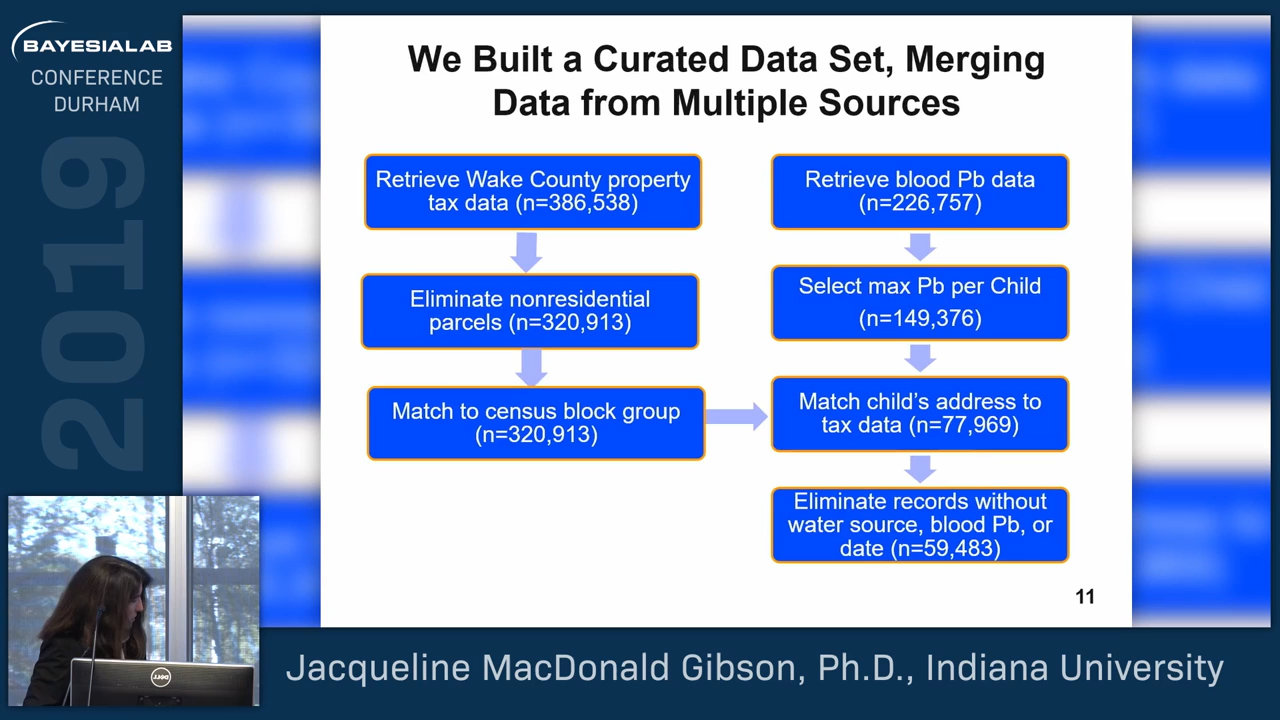 BAYESIALAB
CONFERENCE
DURHAM
2019
We Built a Curated Data Set, Merging
Data from Multiple Sources
Retrieve Wake County property
tax data (n=386,538)
Eliminate nonresidential
parcels (n=320,913)
Match to census block group
(n=320,913)
Retrieve blood Pb data
(n=226,757)
Select max Pb per Child
(n=149,376)
Match child’s address to
tax data (n=77,969)
Eliminate records without
water source, blood Pb, or
date (n=59,483)
11
DELL
Jacqueline MacDonald Gibson, Ph.D., Indiana University